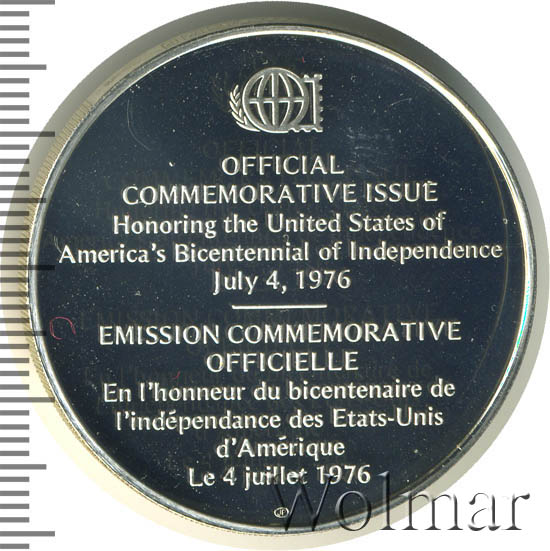 OFFICIAL
COMMEMORATIVE ISSUE
Honoring the United States of
America's Bicentennial of Independence
July 4, 1976
EMISSION COMMEMORATIVE
OFFICIELLE
En l'honneur du bicentenaire de
l'indépendance des Etats-Unis
d'Amérique
Le 4 juillet 1976
Wolmar